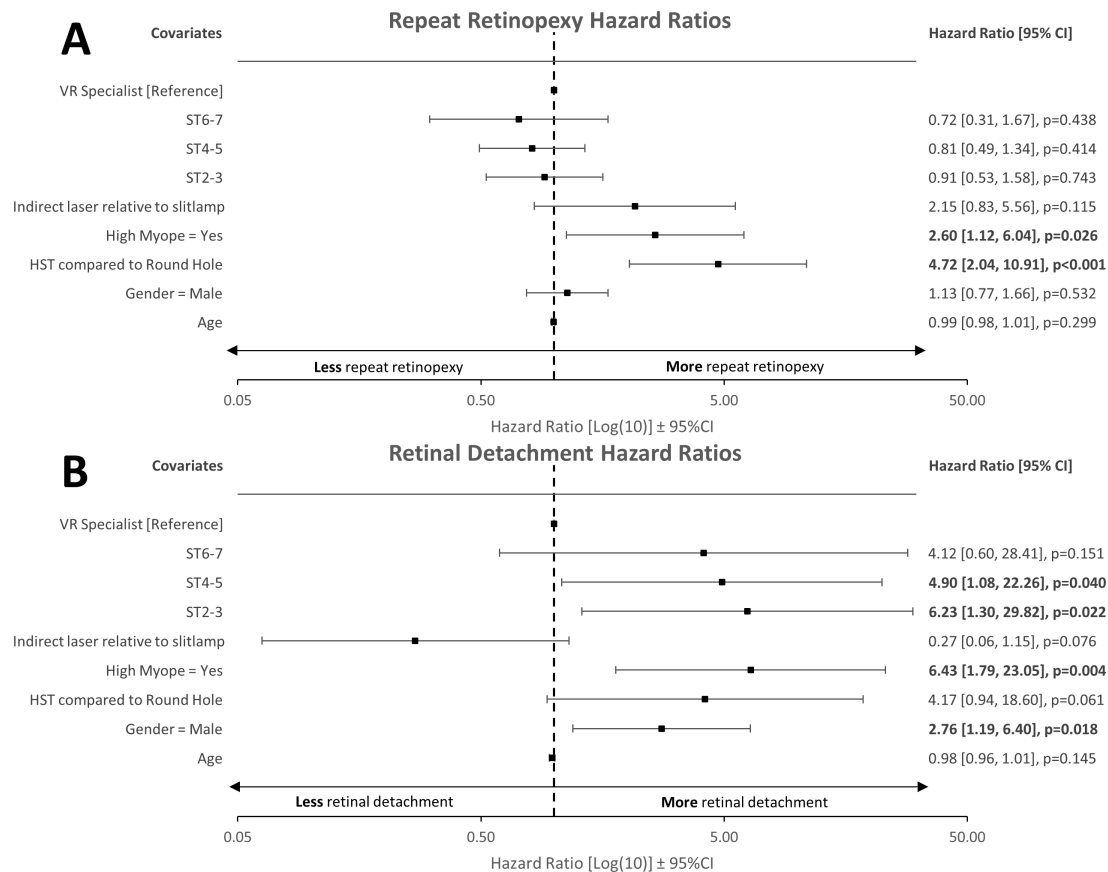 A
Repeat Retinopexy Hazard Ratios
Covariates Hazard Ratio [95% CI]
VR Specialist [Reference]
ST6-7 0.72 [0.31, 1.67], p=0.438
ST4-5 0.81 [0.49, 1.34], p=0.414
ST2-3 0.91 [0.53, 1.58], p=0.743
Indirect laser relative to slitlamp 2.15 [0.83, 5.56], p=0.115
High Myope = Yes 2.60 [1.12, 6.04], p=0.026
HST compared to Round Hole 4.72 [2.04, 10.91], p<0.001
Gender = Male 1.13 [0.77, 1.66], p=0.532
Age 0.99 [0.98, 1.01], p=0.299
Less repeat retinopexy More repeat retinopexy
0.05 0.50 5.00 50.00
Hazard Ratio [Log(10)] ± 95%CI
B
Retinal Detachment Hazard Ratios
Covariates Hazard Ratio [95% CI]
VR Specialist [Reference]
ST6-7 4.12 [0.60, 28.41], p=0.151
ST4-5 4.90 [1.08, 22.26], p=0.040
ST2-3 6.23 [1.30, 29.82], p=0.022
Indirect laser relative to slitlamp 0.27 [0.06, 1.15], p=0.076
High Myope = Yes 6.43 [1.79, 23.05], p=0.004
HST compared to Round Hole 4.17 [0.94, 18.60], p=0.061
Gender = Male 2.76 [1.19, 6.40], p=0.018
Age 0.98 [0.96, 1.01], p=0.145
Less retinal detachment More retinal detachment
0.05 0.50 5.00 50.00
Hazard Ratio [Log(10)] ± 95%CI